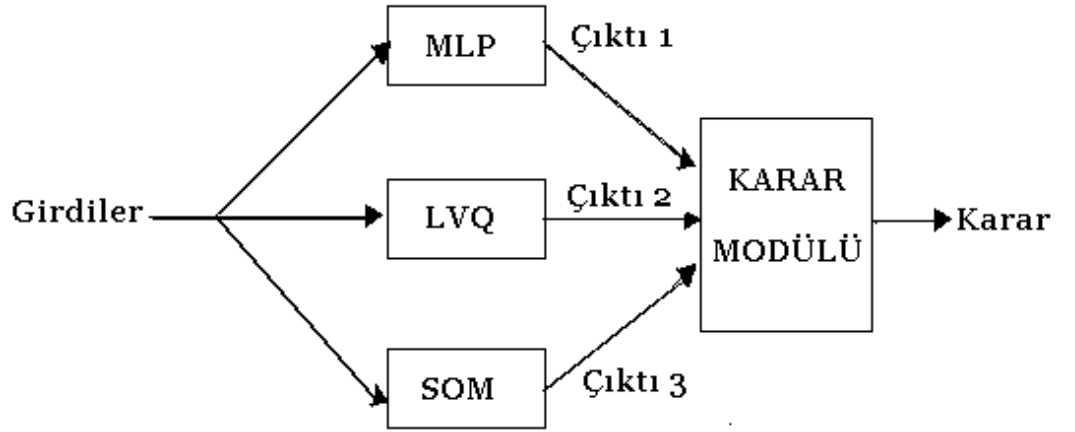 MLP
Çıktı 1
Girdiler
LVQ
Çıktı 2
KARAR
MODÜLÜ
Karar
SOM
Çıktı 3